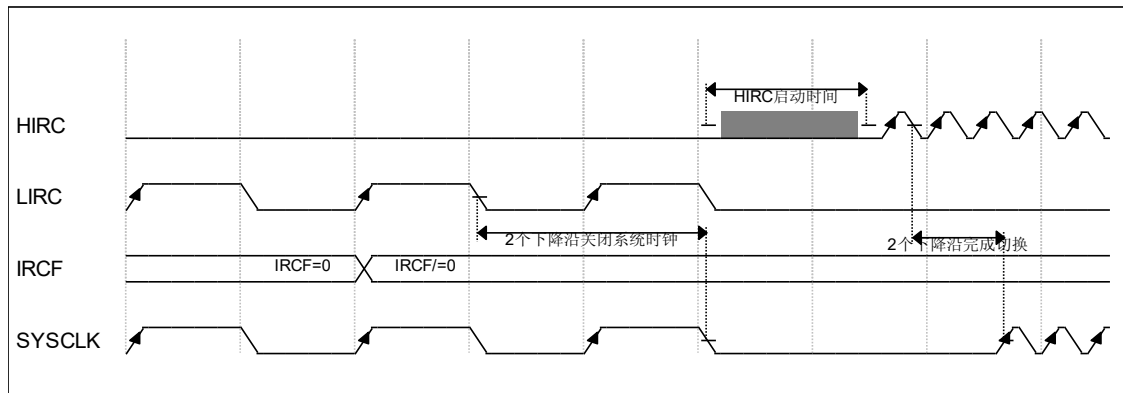 HIRC启动时间
HIRC
LIRC
2个下降沿关闭系统时钟
2个下降沿完成切换
IRCF
IRCF=0
IRCF/=0
SYSCLK